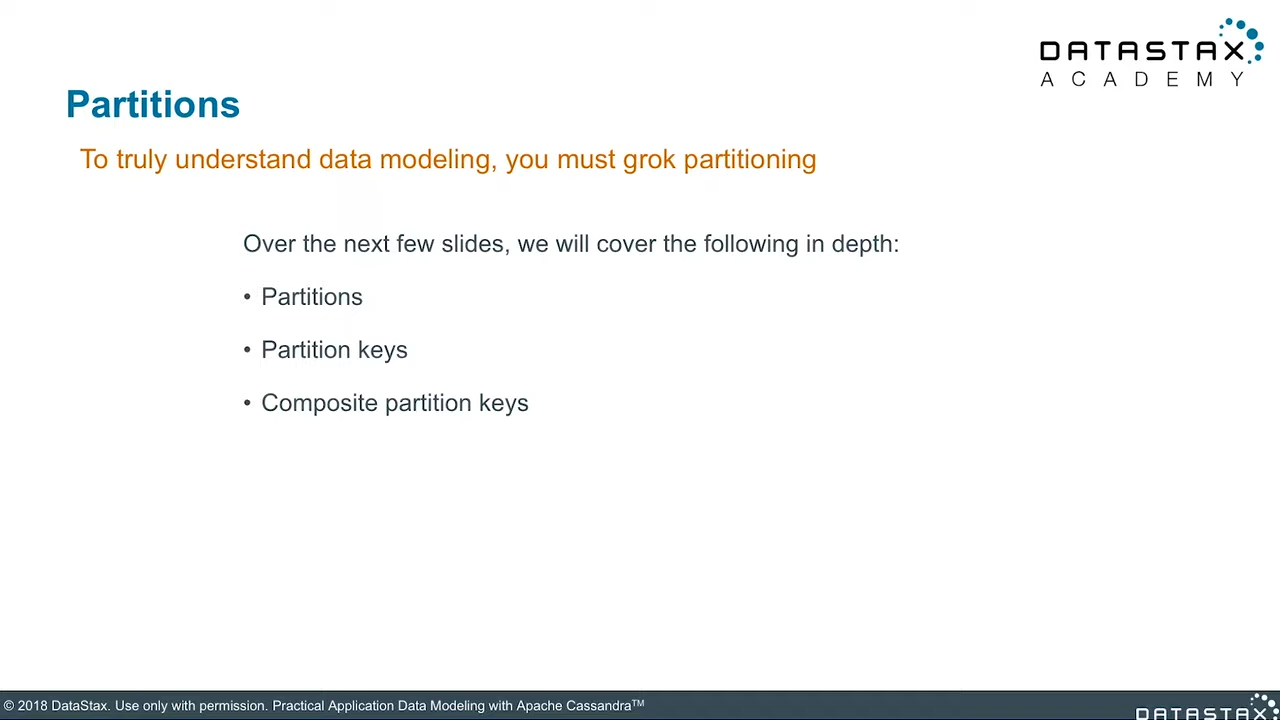 DATASTAX
ACADEMY
Partitions
To truly understand data modeling, you must grok partitioning
Over the next few slides, we will cover the following in depth:
• Partitions
• Partition keys
• Composite partition keys
© 2018 DataStax. Use only with permission. Practical Application Data Modeling with Apache Cassandra™
DATASTAX